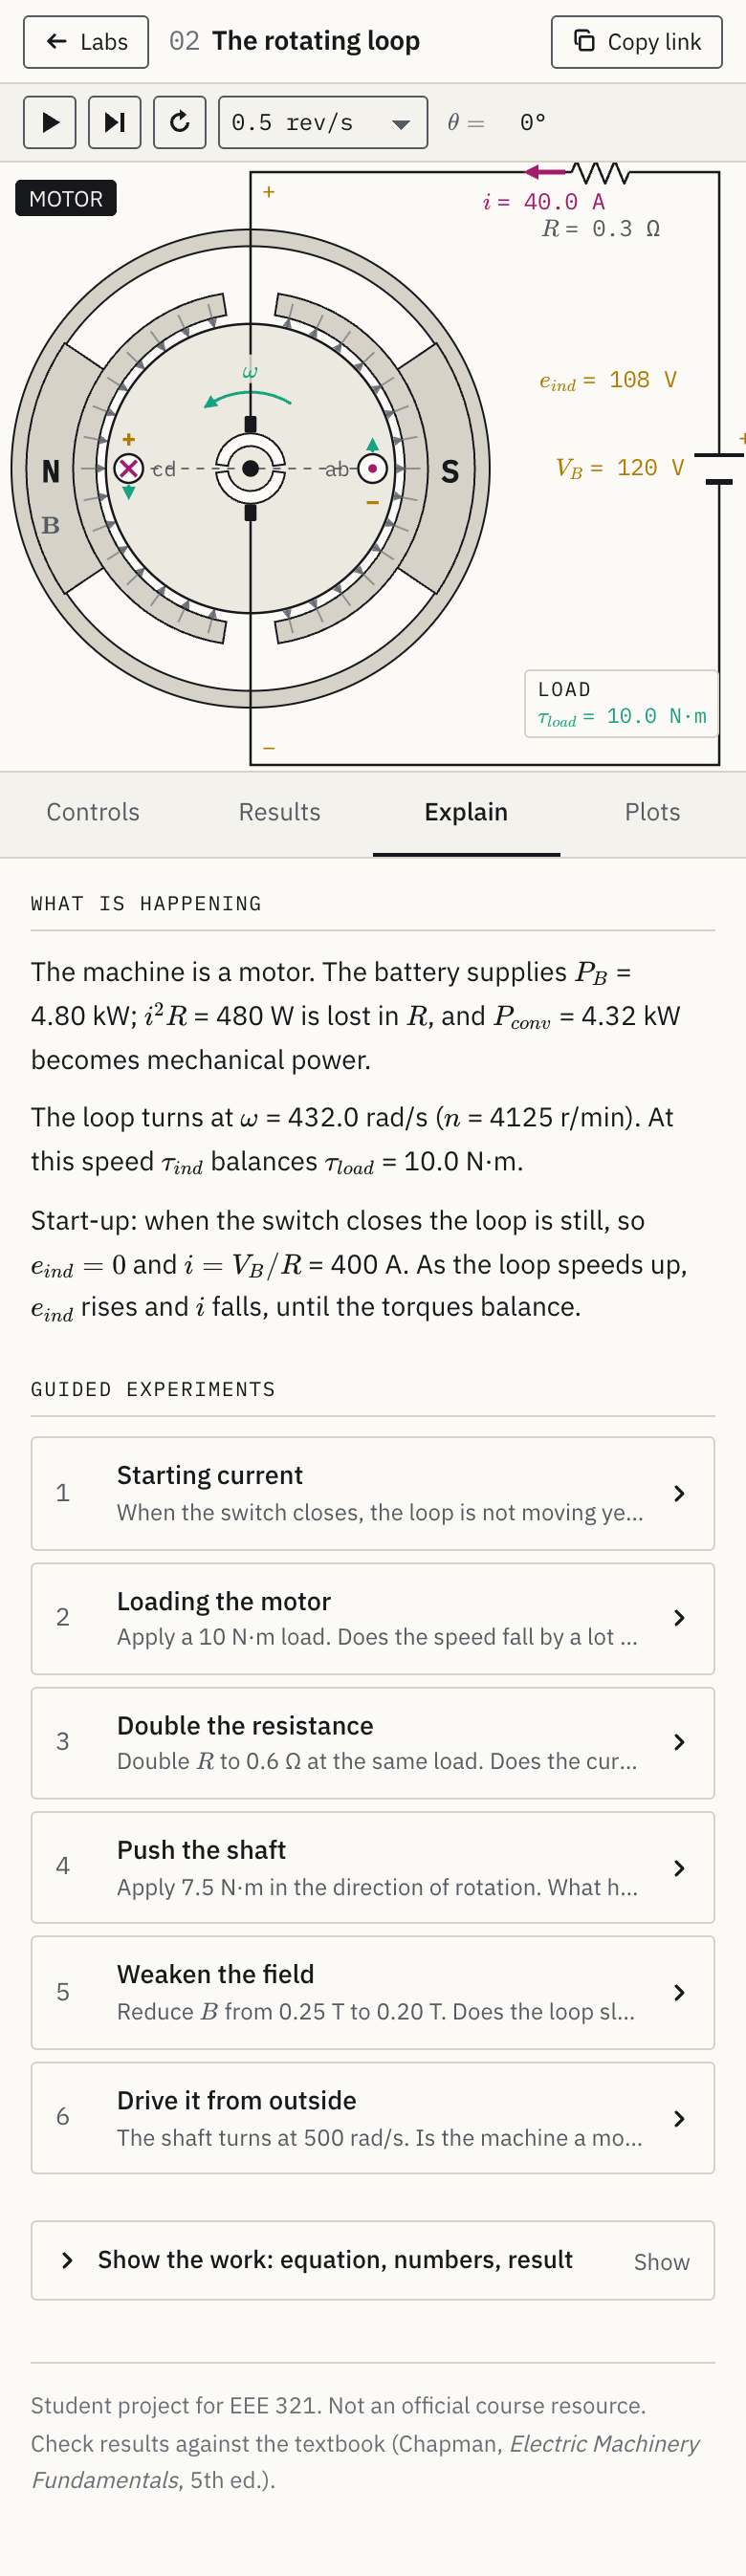 Labs
02 The rotating loop
Copy link
0.5 rev/s
θ = 0°
MOTOR
+
i = 40.0 A
R = 0.3 Ω
ω
e_ind = 108 V
+
+
N
cd
ab
S
V_B = 120 V
−
B
LOAD
τ_load = 10.0 N·m
−
Controls
Results
Explain
Plots
WHAT IS HAPPENING
The machine is a motor. The battery supplies P_B =
4.80 kW; i²R = 480 W is lost in R, and P_conv = 4.32 kW
becomes mechanical power.
The loop turns at ω = 432.0 rad/s (n = 4125 r/min). At
this speed τ_ind balances τ_load = 10.0 N·m.
Start-up: when the switch closes the loop is still, so
e_ind = 0 and i = V_B/R = 400 A. As the loop speeds up,
e_ind rises and i falls, until the torques balance.
GUIDED EXPERIMENTS
1
Starting current
When the switch closes, the loop is not moving ye...
2
Loading the motor
Apply a 10 N·m load. Does the speed fall by a lot ...
3
Double the resistance
Double R to 0.6 Ω at the same load. Does the cur...
4
Push the shaft
Apply 7.5 N·m in the direction of rotation. What h...
5
Weaken the field
Reduce B from 0.25 T to 0.20 T. Does the loop sl...
6
Drive it from outside
The shaft turns at 500 rad/s. Is the machine a mo...
Show the work: equation, numbers, result
Show
Student project for EEE 321. Not an official course resource.
Check results against the textbook (Chapman, Electric Machinery
Fundamentals, 5th ed.).